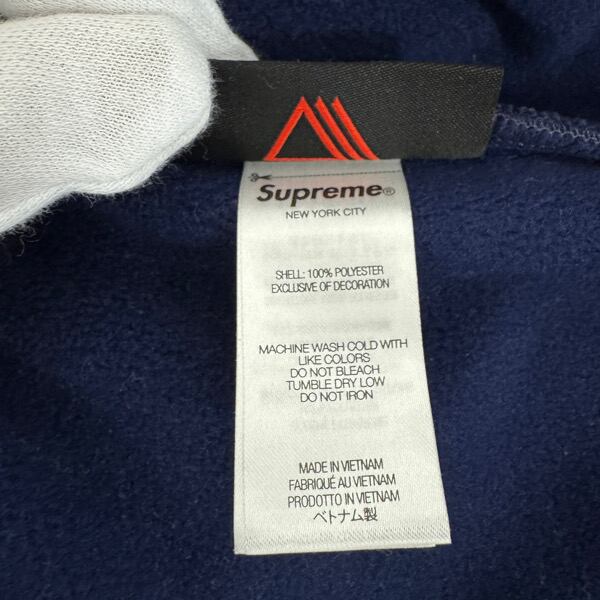 Supreme®
NEW YORK CITY
SHELL: 100% POLYESTER
EXCLUSIVE OF DECORATION
MACHINE WASH COLD WITH
LIKE COLORS
DO NOT BLEACH
TUMBLE DRY LOW
DO NOT IRON
MADE IN VIETNAM
FABRIQUÉ AU VIETNAM
PRODOTTO IN VIETNAM
ベトナム製